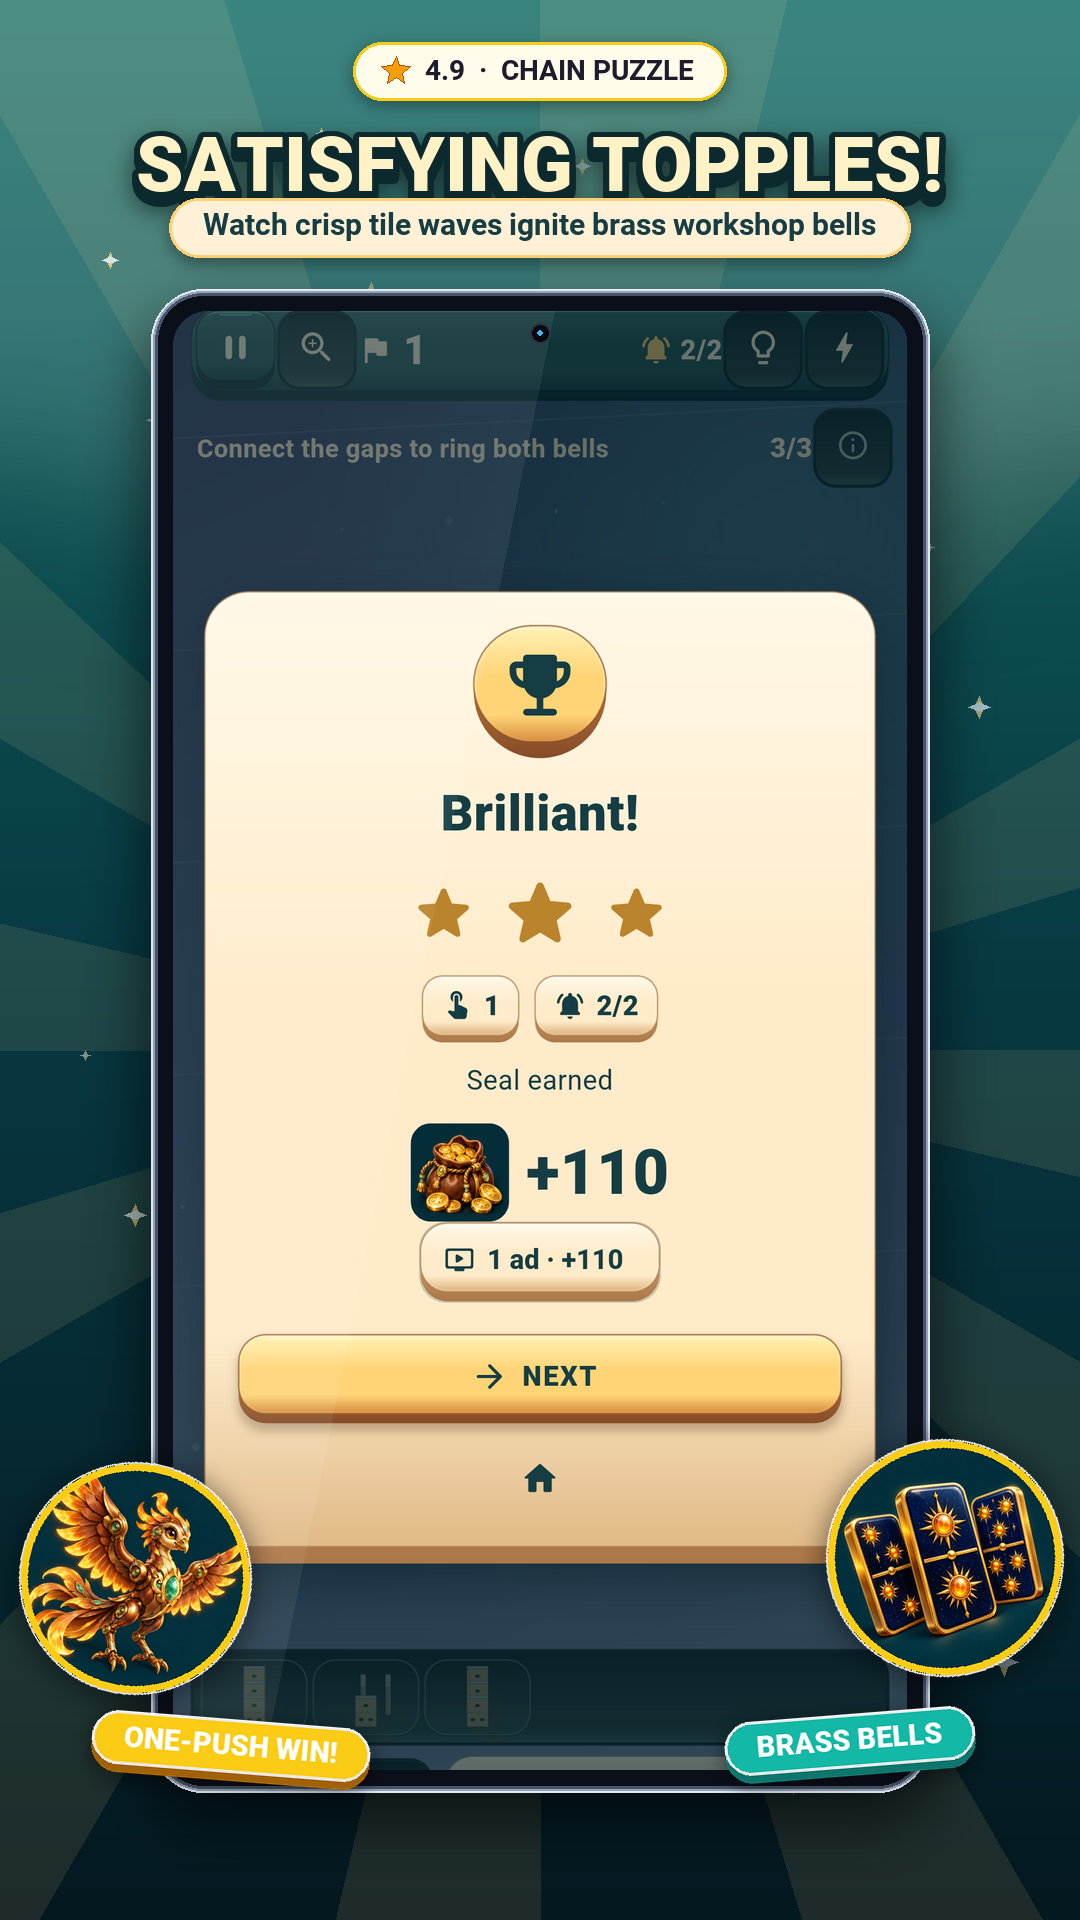 4.9 · CHAIN PUZZLE
SATISFYING TOPPLES!
Watch crisp tile waves ignite brass workshop bells
1
2/2
Connect the gaps to ring both bells
3/3
Brilliant!
1
2/2
Seal earned
+110
1 ad · +110
NEXT
ONE-PUSH WIN!
BRASS BELLS